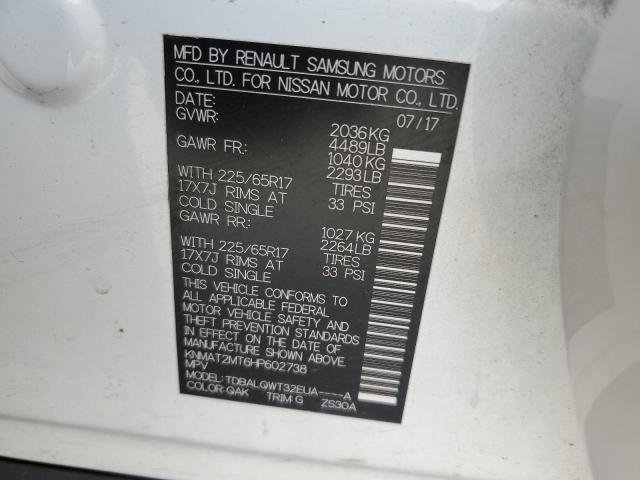 MFD BY RENAULT SAMSUNG MOTORS
CO., LTD. FOR NISSAN MOTOR CO., LTD.
DATE: 07/17
GVWR: 2036KG
4489LB
GAWR FR: 1040KG
2293LB
WITH 225/65R17 TIRES
17X7J RIMS AT 33 PSI
COLD SINGLE
GAWR RR: 1027 KG
2264LB
WITH 225/65R17 TIRES
17X7J RIMS AT 33 PSI
COLD SINGLE
THIS VEHICLE CONFORMS TO
ALL APPLICABLE FEDERAL
MOTOR VEHICLE SAFETY AND
THEFT PREVENTION STANDARDS
IN EFFECT ON THE DATE OF
MANUFACTURE SHOWN ABOVE.
KNMAT2MT6HP602738
MPV
MODEL: TDBALQWT32EUA----A
COLOR: QAK TRIM: G ZS30A